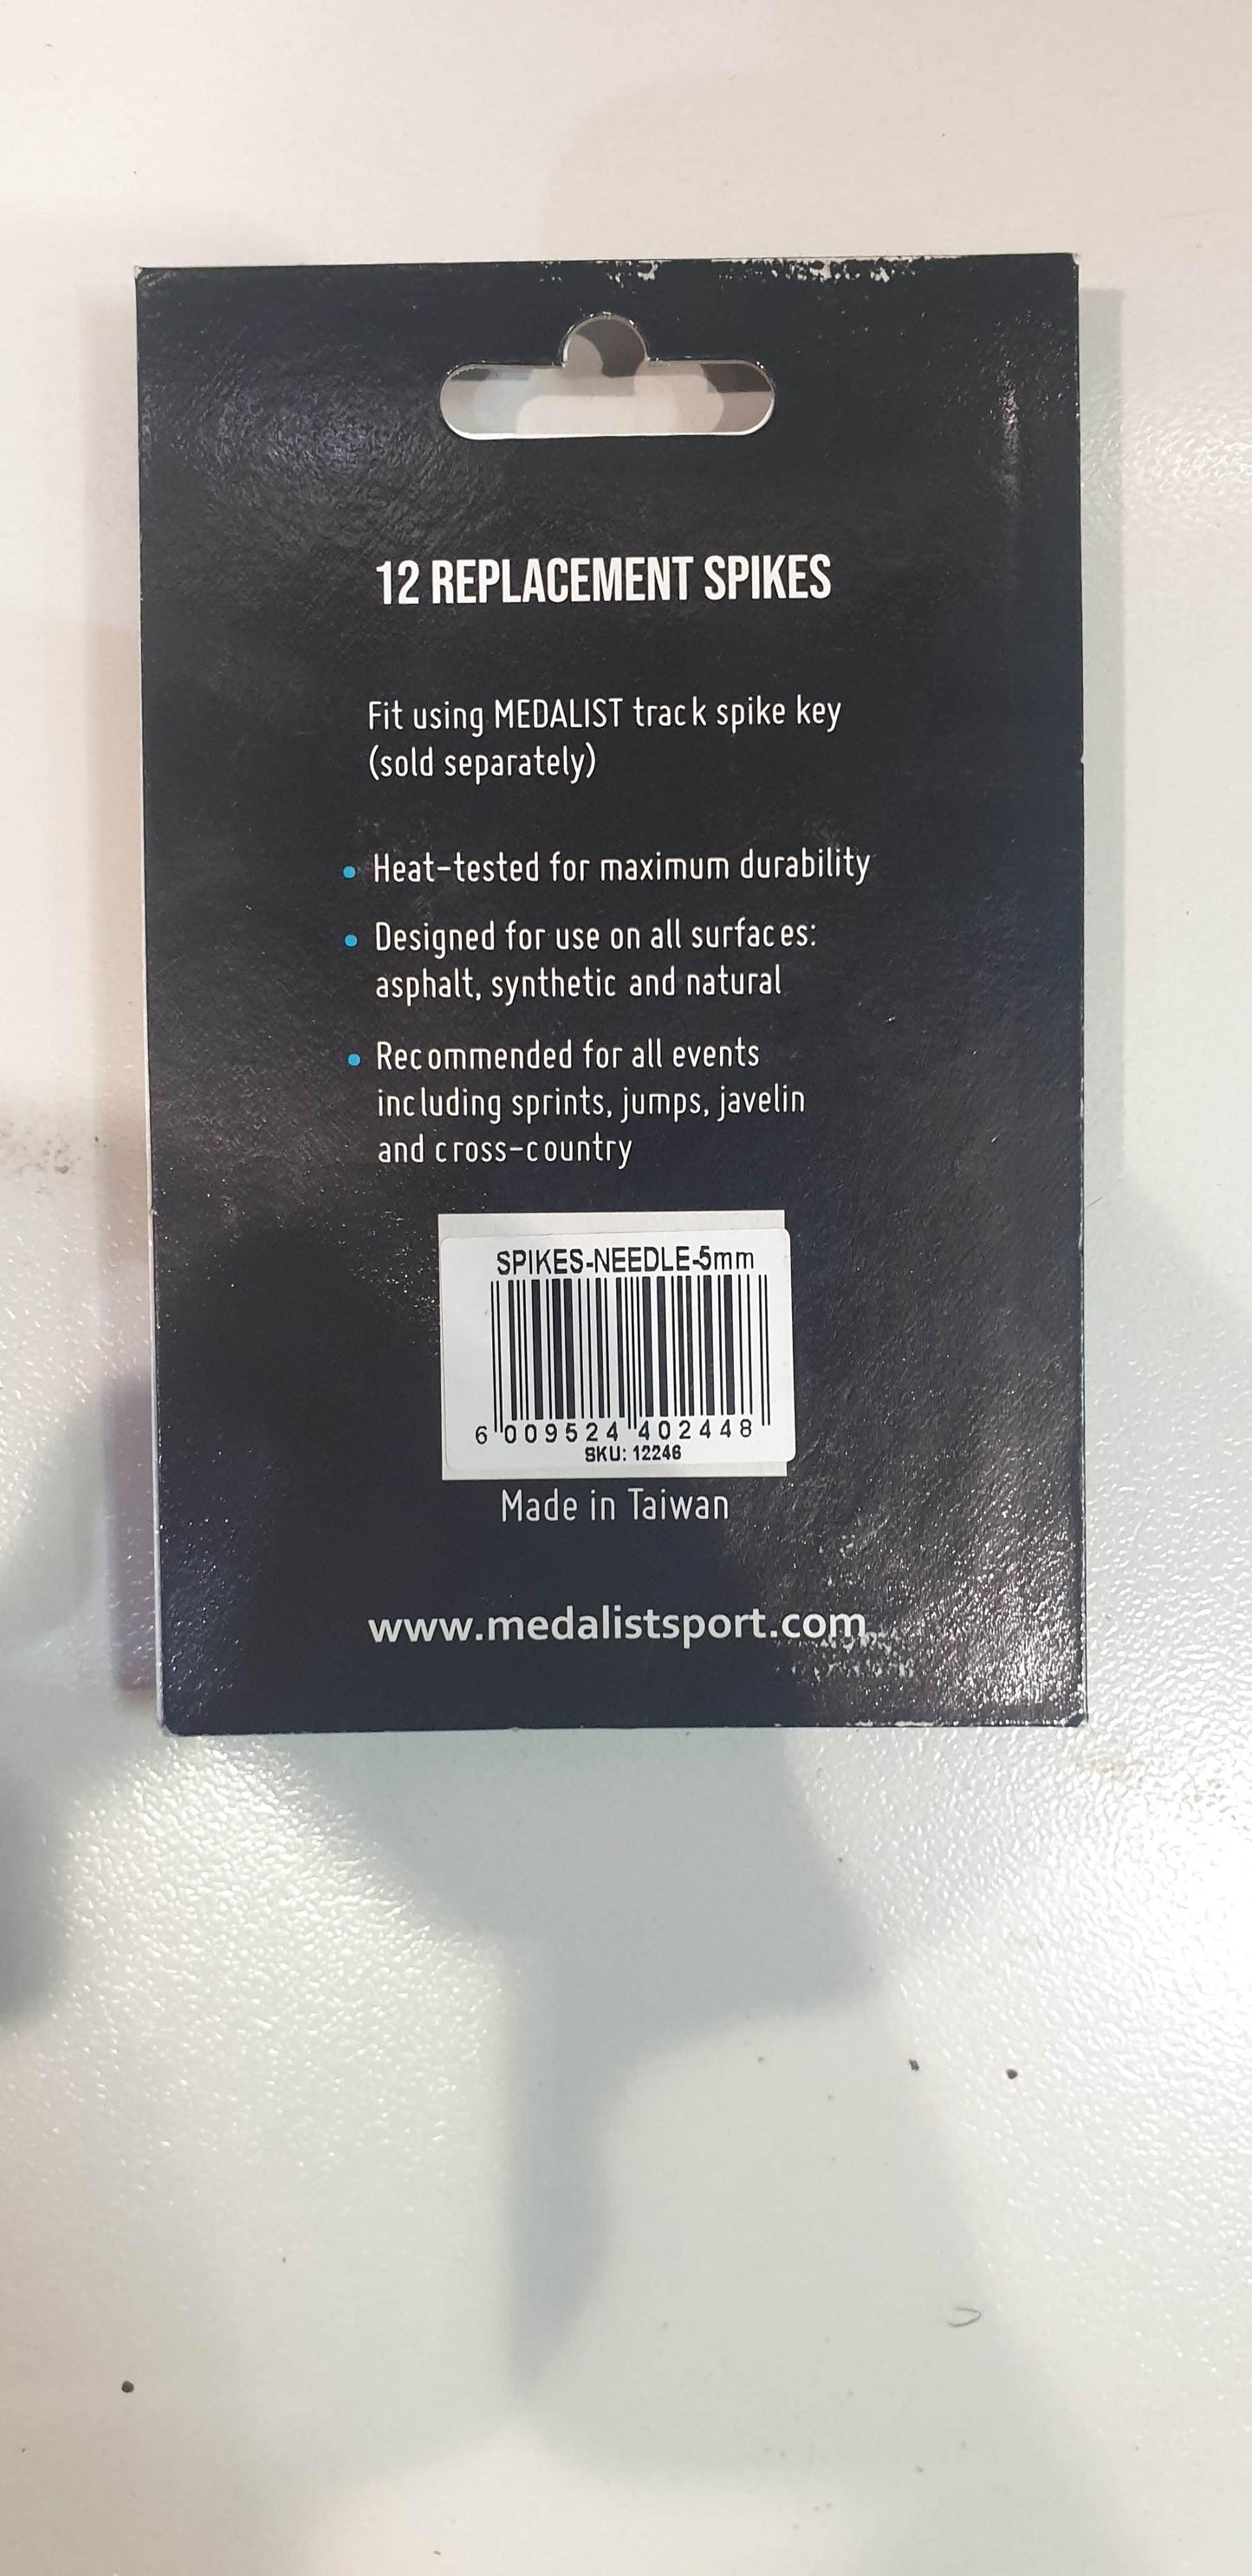 12 REPLACEMENT SPIKES
Fit using MEDALIST track spike key
(sold separately)
• Heat-tested for maximum durability
• Designed for use on all surfaces:
asphalt, synthetic and natural
• Recommended for all events
including sprints, jumps, javelin
and cross-country
SPIKES-NEEDLE-5mm
6 009524 402448
SKU: 12246
Made in Taiwan
www.medalistsport.com